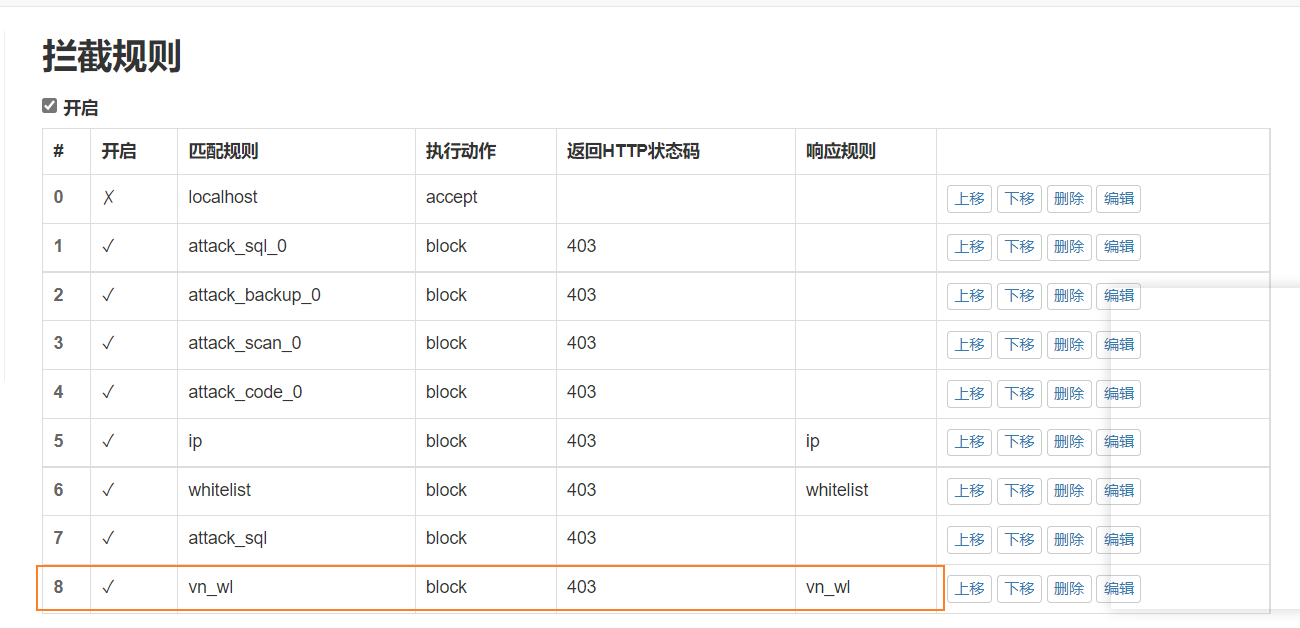 拦截规则
开启
# 开启 匹配规则 执行动作 返回HTTP状态码 响应规则
0 ✗ localhost accept 上移 下移 删除 编辑
1 ✓ attack_sql_0 block 403 上移 下移 删除 编辑
2 ✓ attack_backup_0 block 403 上移 下移 删除 编辑
3 ✓ attack_scan_0 block 403 上移 下移 删除 编辑
4 ✓ attack_code_0 block 403 上移 下移 删除 编辑
5 ✓ ip block 403 ip 上移 下移 删除 编辑
6 ✓ whitelist block 403 whitelist 上移 下移 删除 编辑
7 ✓ attack_sql block 403 上移 下移 删除 编辑
8 ✓ vn_wl block 403 vn_wl 上移 下移 删除 编辑